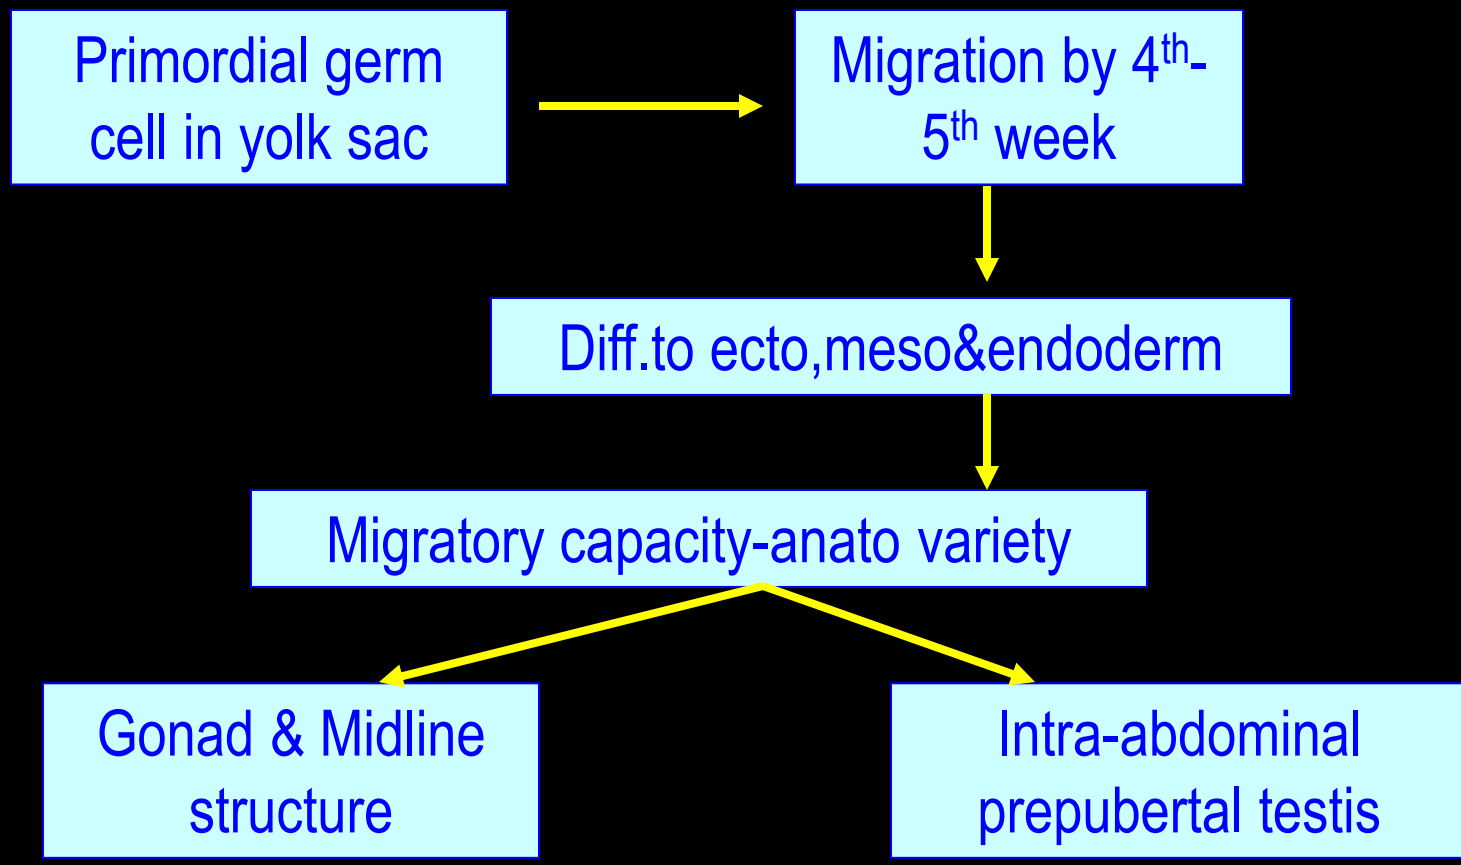 Primordial germ
cell in yolk sac
Migration by 4th-
5th week
Diff.to ecto,meso&endoderm
Migratory capacity-anato variety
Gonad & Midline
structure
Intra-abdominal
prepubertal testis